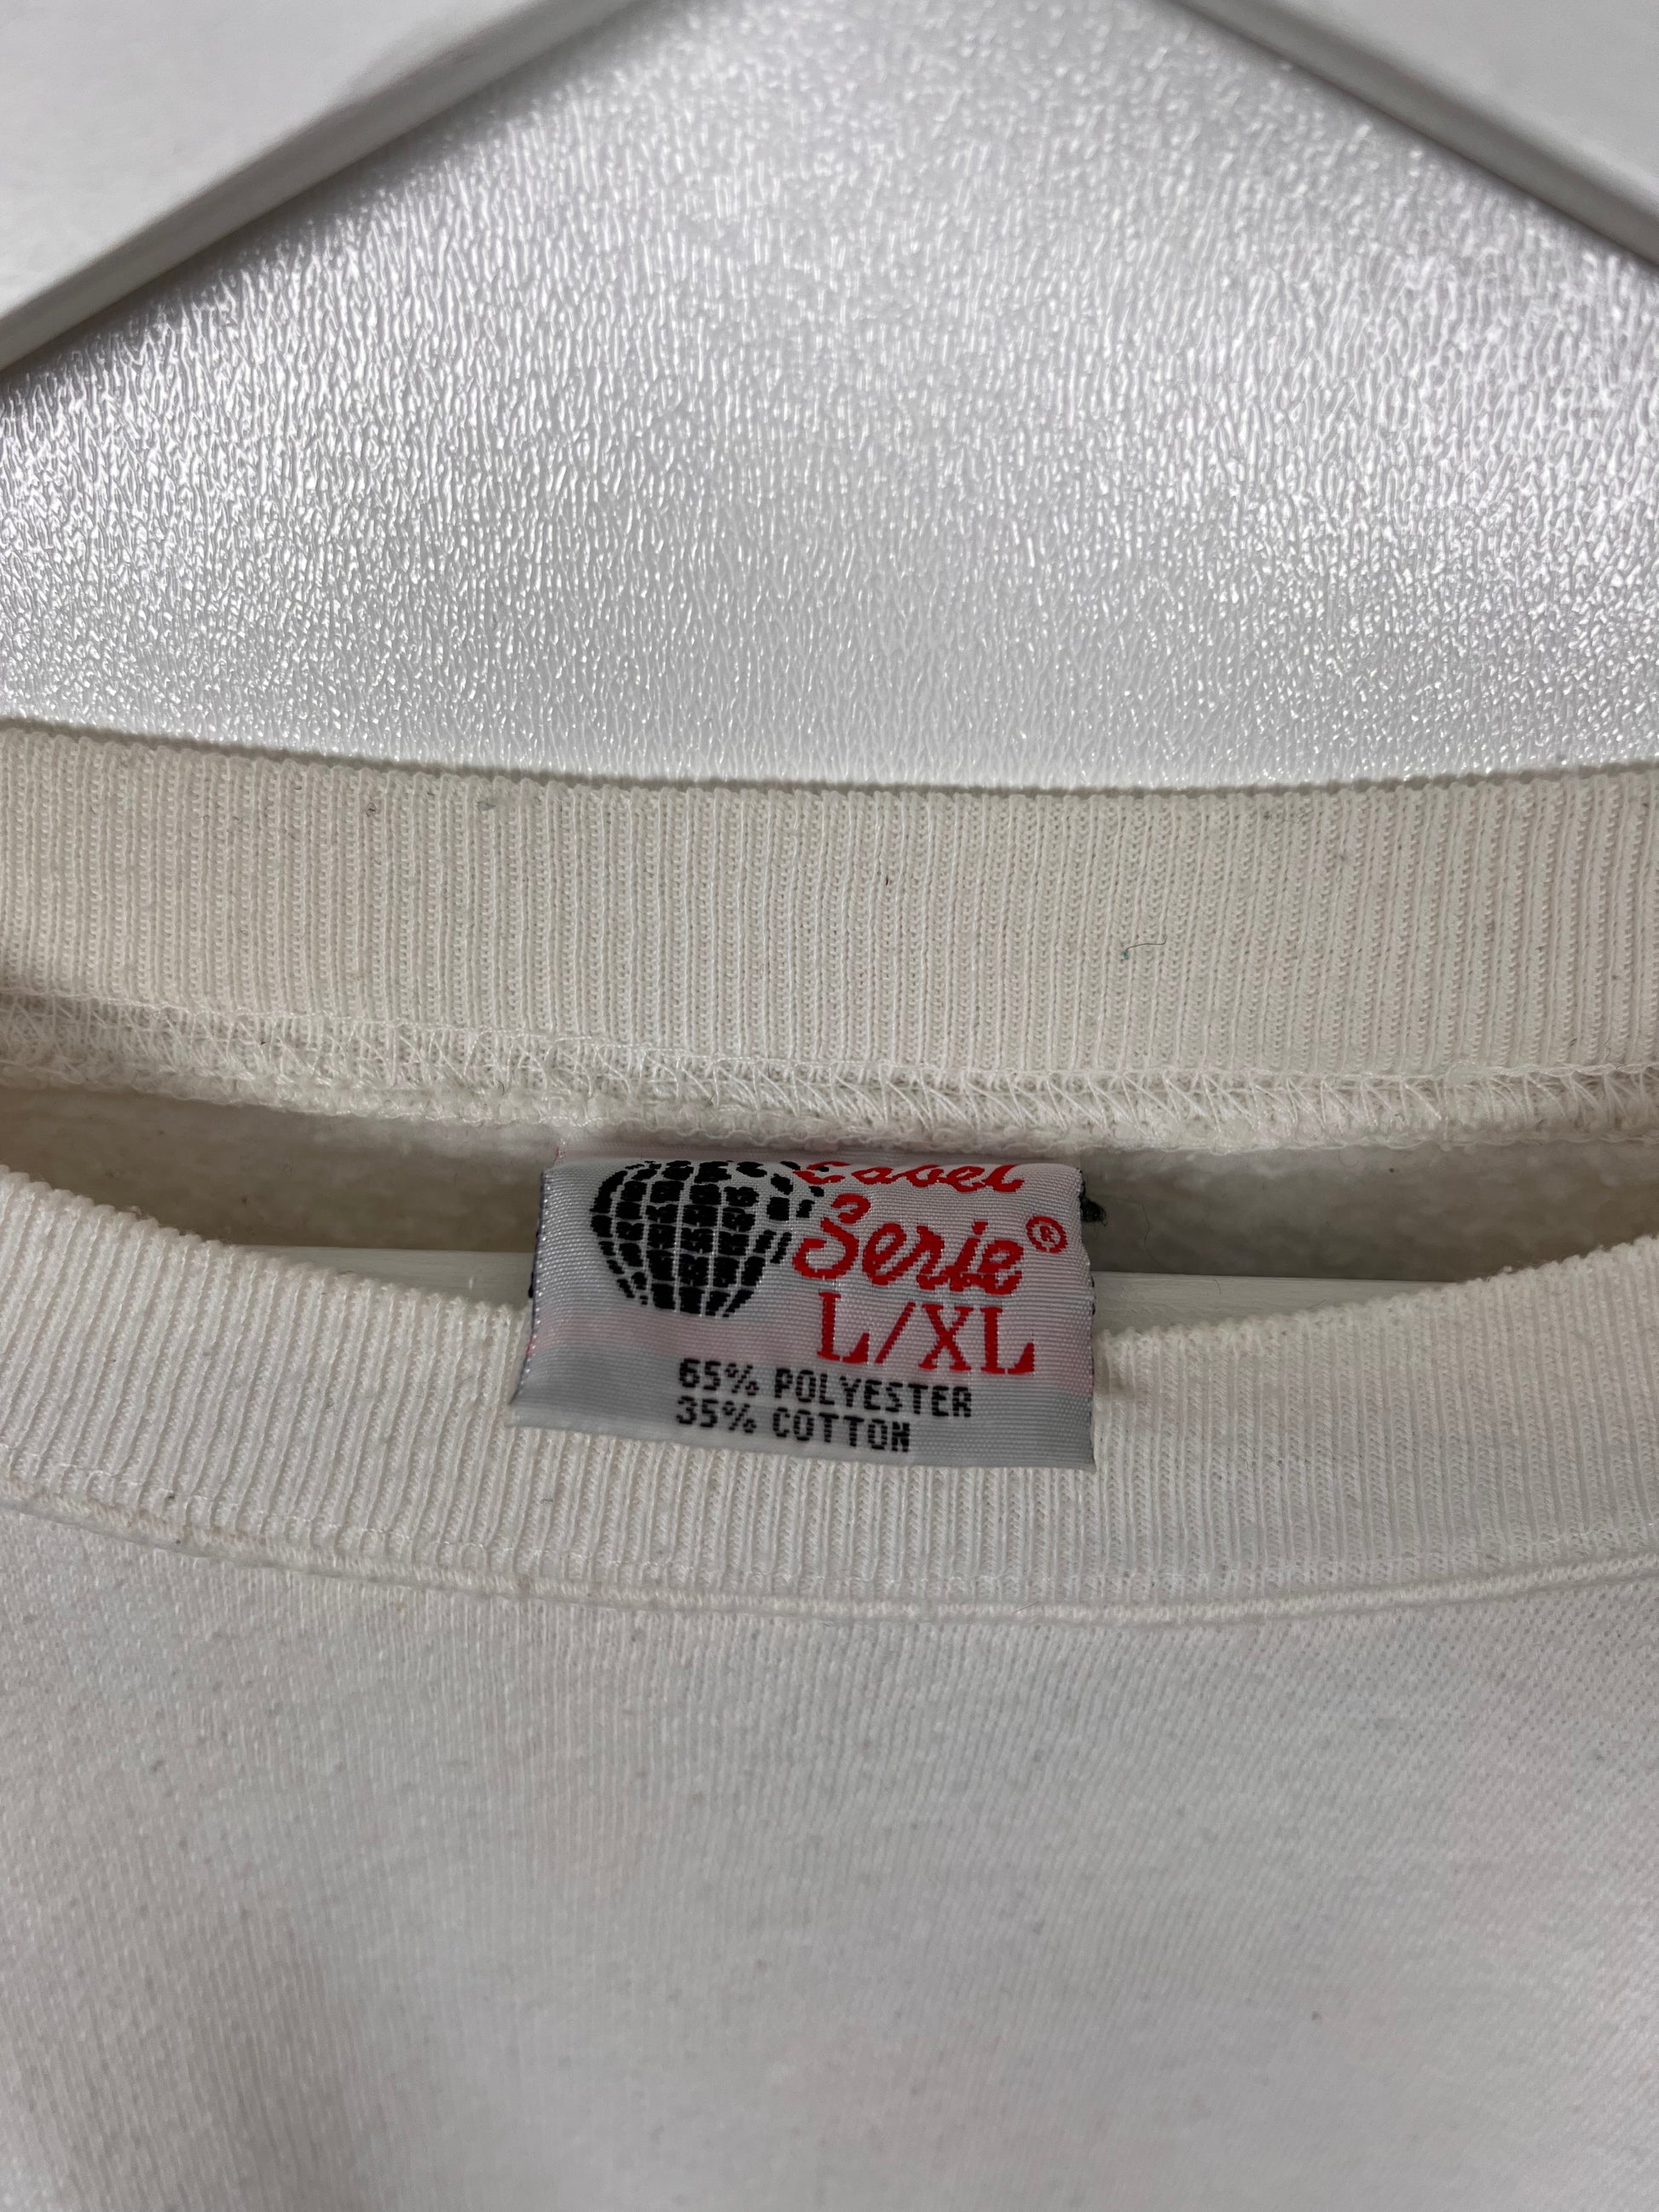 Label
Serie®
L/XL
65% POLYESTER
35% COTTON